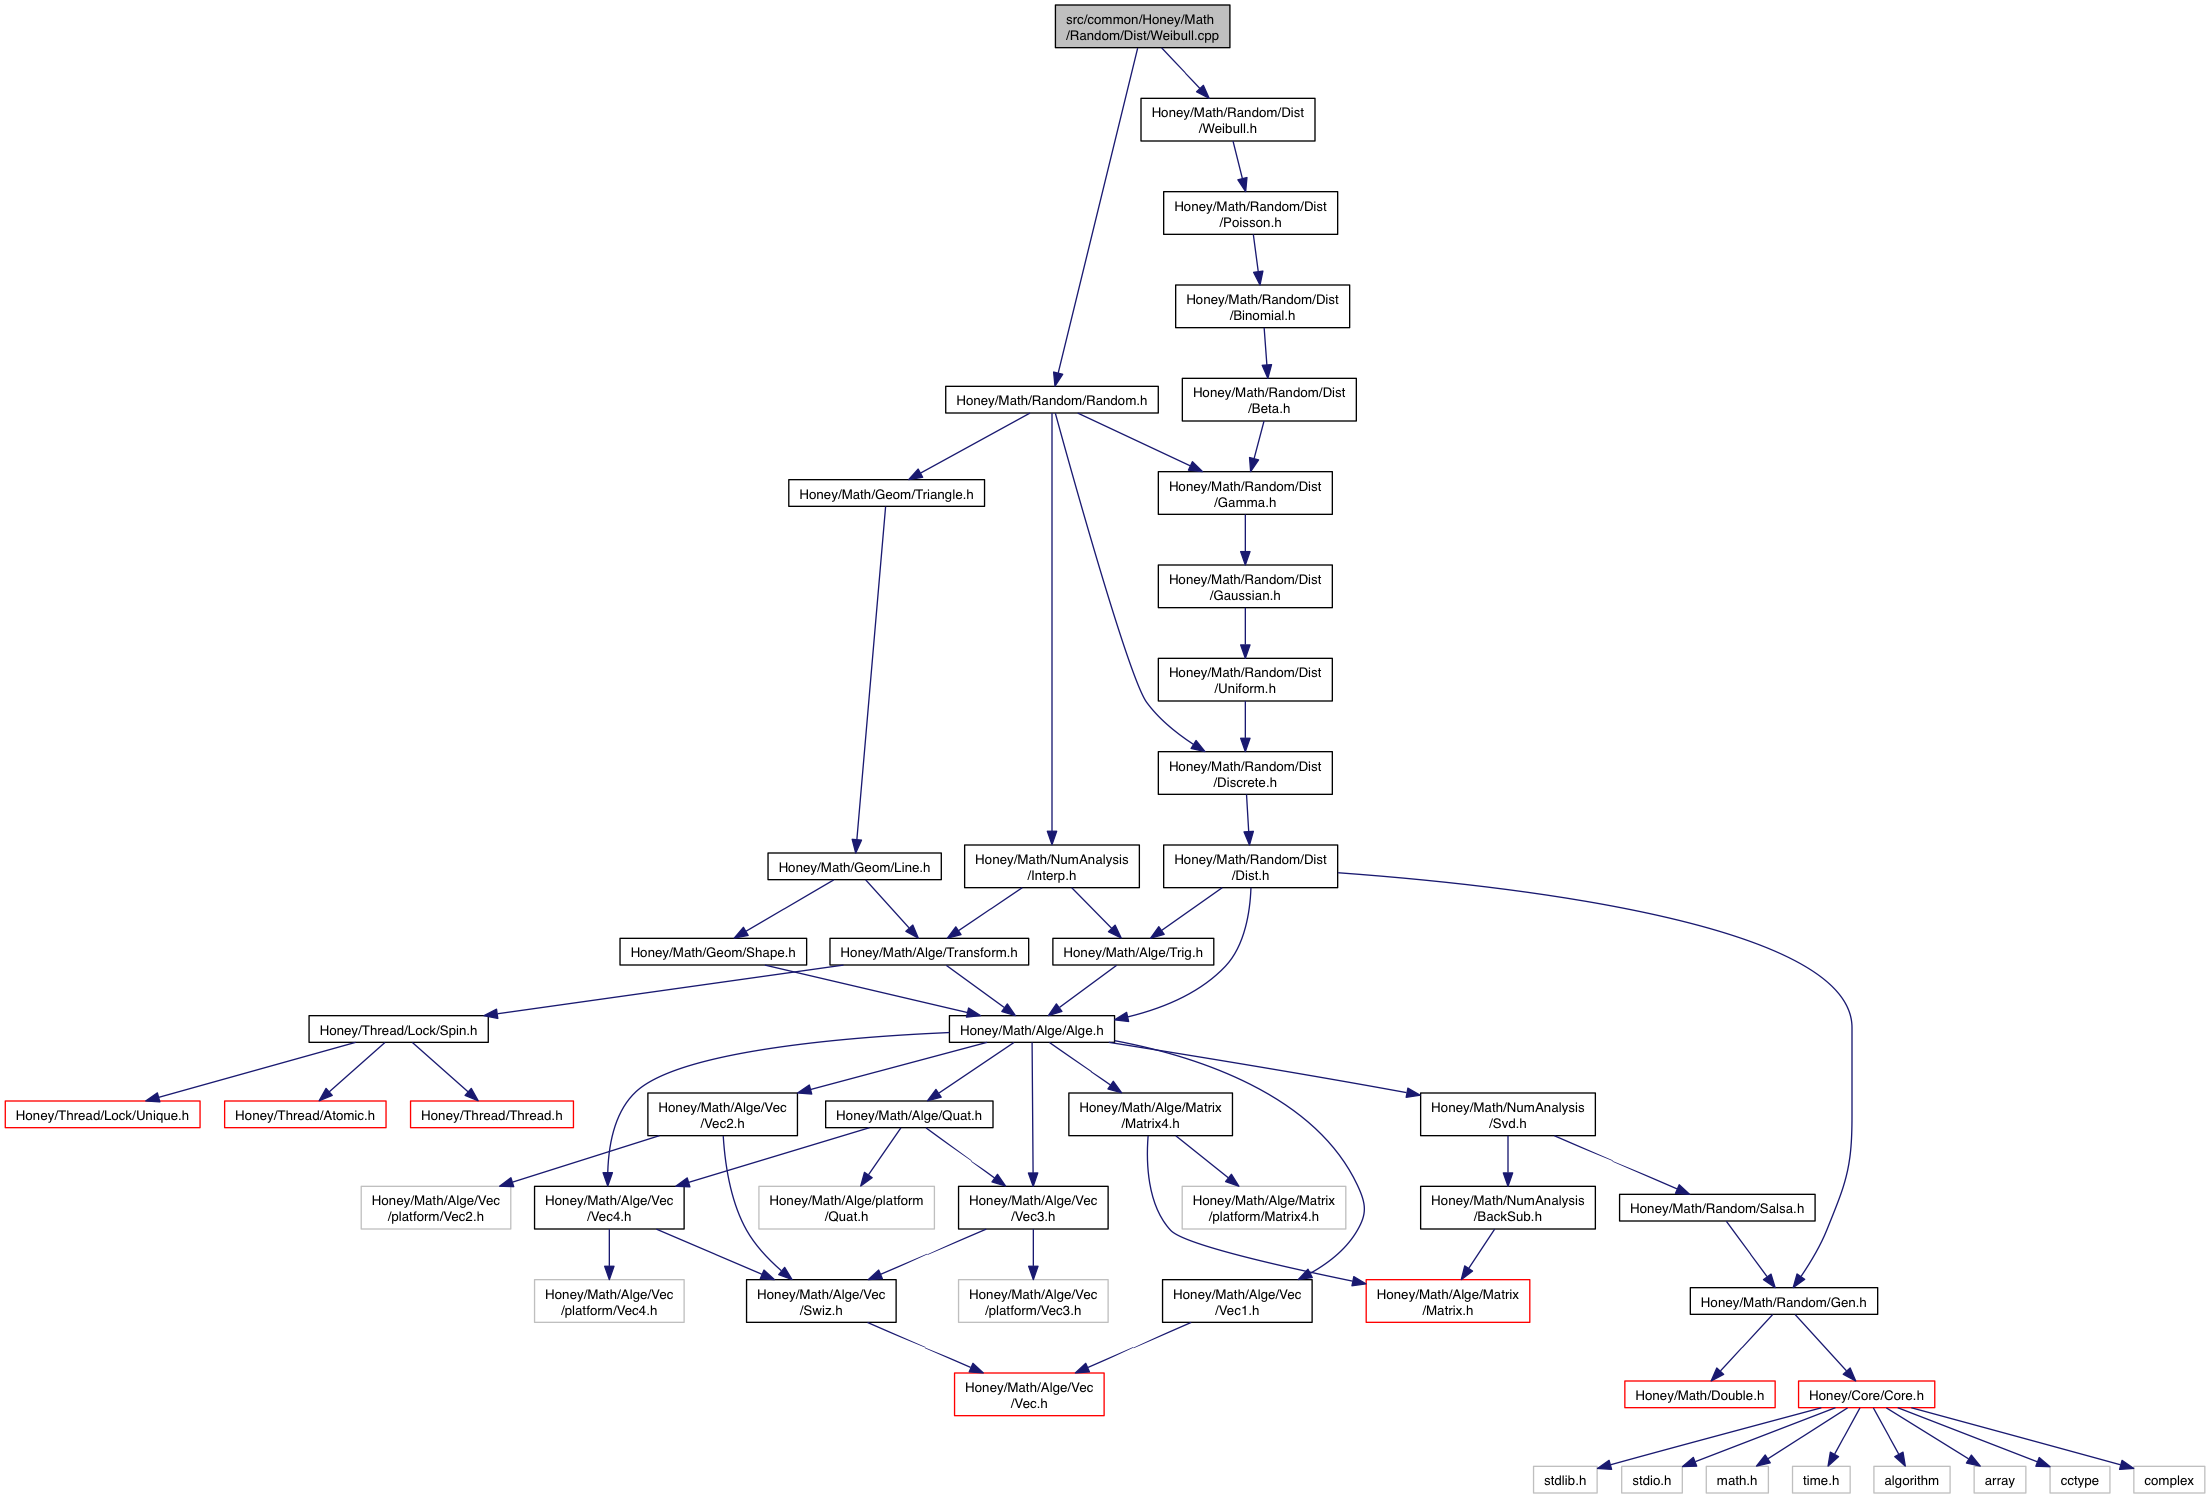 src/common/Honey/Math
/Random/Dist/Weibull.cpp
Honey/Math/Random/Dist
/Weibull.h
Honey/Math/Random/Dist
/Poisson.h
Honey/Math/Random/Dist
/Binomial.h
Honey/Math/Random/Dist
/Beta.h
Honey/Math/Random/Random.h
Honey/Math/Geom/Triangle.h
Honey/Math/Random/Dist
/Gamma.h
Honey/Math/Random/Dist
/Gaussian.h
Honey/Math/Random/Dist
/Uniform.h
Honey/Math/Random/Dist
/Discrete.h
Honey/Math/Geom/Line.h
Honey/Math/NumAnalysis
/Interp.h
Honey/Math/Random/Dist
/Dist.h
Honey/Math/Geom/Shape.h
Honey/Math/Alge/Transform.h
Honey/Math/Alge/Trig.h
Honey/Thread/Lock/Spin.h
Honey/Math/Alge/Alge.h
Honey/Thread/Lock/Unique.h
Honey/Thread/Atomic.h
Honey/Thread/Thread.h
Honey/Math/Alge/Vec
/Vec2.h
Honey/Math/Alge/Quat.h
Honey/Math/Alge/Matrix
/Matrix4.h
Honey/Math/NumAnalysis
/Svd.h
Honey/Math/Alge/Vec
/platform/Vec2.h
Honey/Math/Alge/Vec
/Vec4.h
Honey/Math/Alge/platform
/Quat.h
Honey/Math/Alge/Vec
/Vec3.h
Honey/Math/Alge/Matrix
/platform/Matrix4.h
Honey/Math/NumAnalysis
/BackSub.h
Honey/Math/Random/Salsa.h
Honey/Math/Alge/Vec
/platform/Vec4.h
Honey/Math/Alge/Vec
/Swiz.h
Honey/Math/Alge/Vec
/platform/Vec3.h
Honey/Math/Alge/Vec
/Vec1.h
Honey/Math/Alge/Matrix
/Matrix.h
Honey/Math/Random/Gen.h
Honey/Math/Alge/Vec
/Vec.h
Honey/Math/Double.h
Honey/Core/Core.h
stdlib.h
stdio.h
math.h
time.h
algorithm
array
cctype
complex